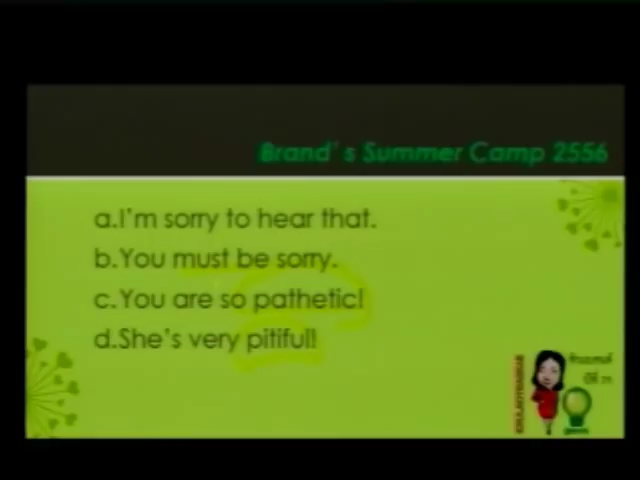 Brand's Summer Camp 2556
a.I'm sorry to hear that.
b.You must be sorry.
c.You are so pathetic!
d.She's very pitiful!